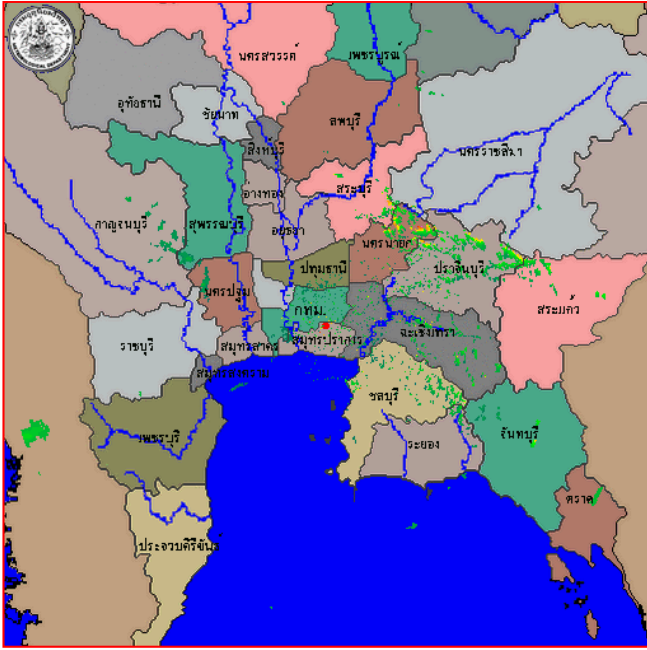 นครสวรรค์
เพชรบูรณ์
อุทัยธานี
ชัยนาท
ลพบุรี
สิงห์บุรี
นครราชสีมา
อ่างทอง
สระบุรี
กาญจนบุรี
สุพรรณบุรี
อยุธยา
นครนายก
ปทุมธานี
ปราจีนบุรี
นครปฐม
สระแก้ว
กทม.
ราชบุรี
สมุทรสาคร
สมุทรปราการ
ฉะเชิงเทรา
สมุทรสงคราม
ชลบุรี
เพชรบุรี
ระยอง
จันทบุรี
ตราด
ประจวบคีรีขันธ์